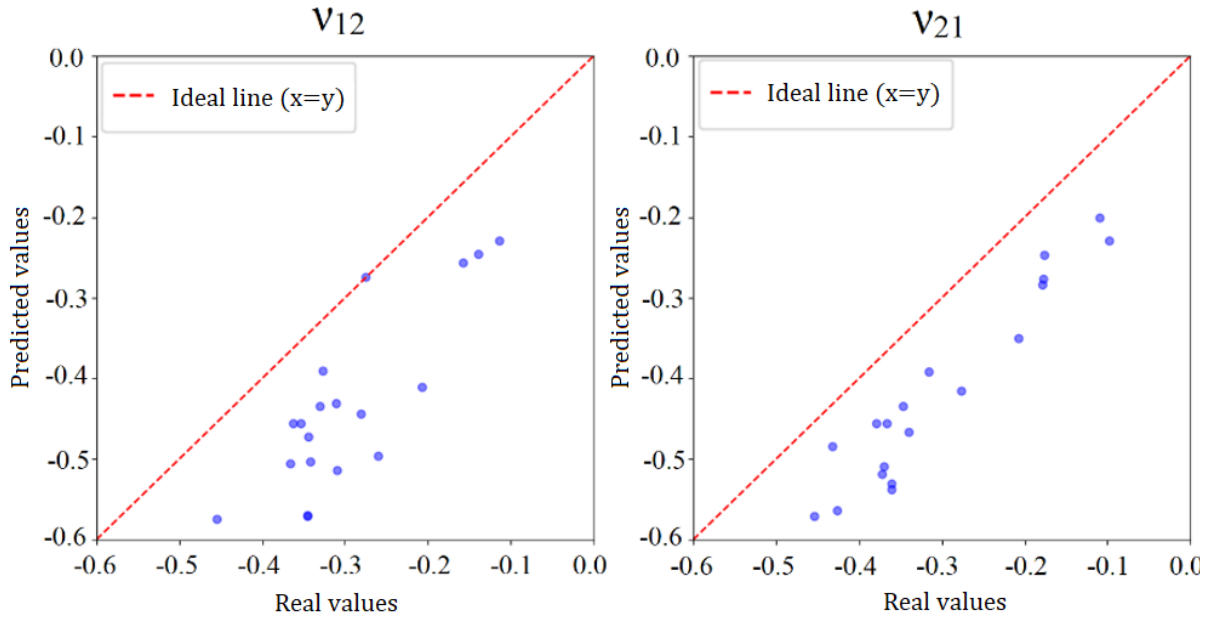 ν12
0.0
-0.1
-0.2
-0.3
-0.4
-0.5
-0.6
Predicted values
Ideal line (x=y)
-0.6 -0.5 -0.4 -0.3 -0.2 -0.1 0.0
Real values
ν21
0.0
-0.1
-0.2
-0.3
-0.4
-0.5
-0.6
Predicted values
Ideal line (x=y)
-0.6 -0.5 -0.4 -0.3 -0.2 -0.1 0.0
Real values